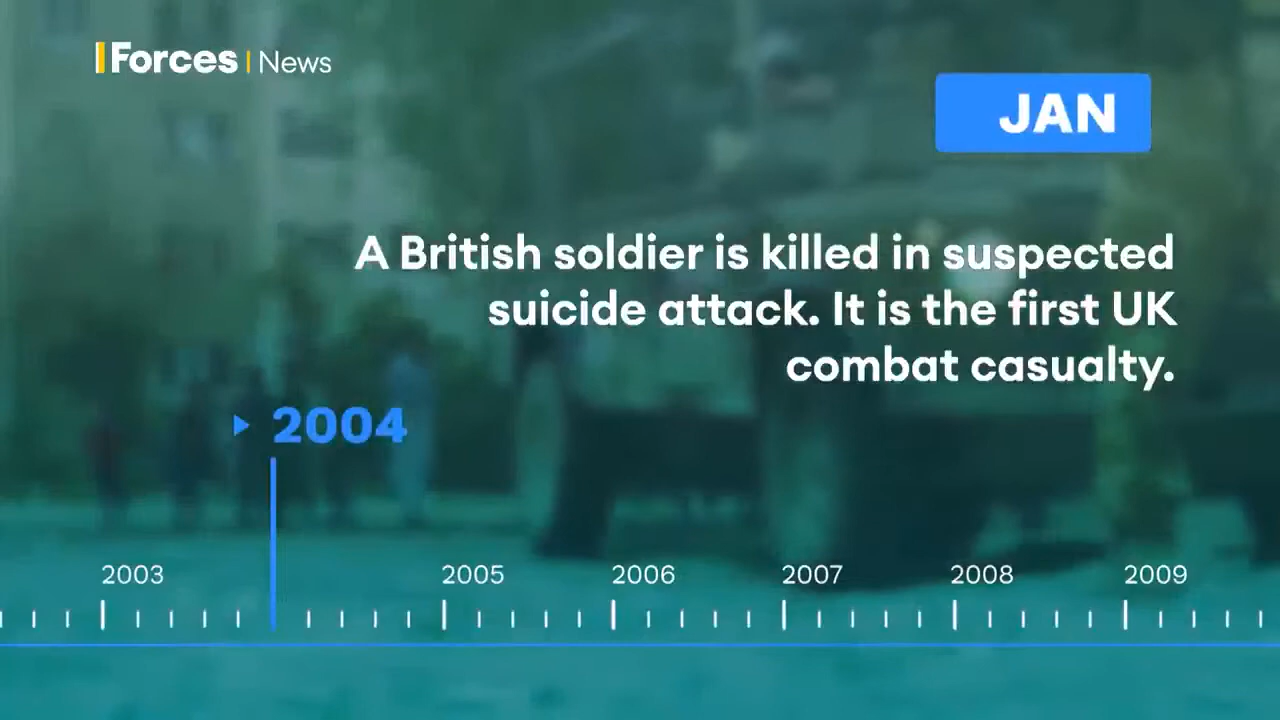 Forces News
JAN
A British soldier is killed in suspected
suicide attack. It is the first UK
combat casualty.
2004
2003 2005 2006 2007 2008 2009